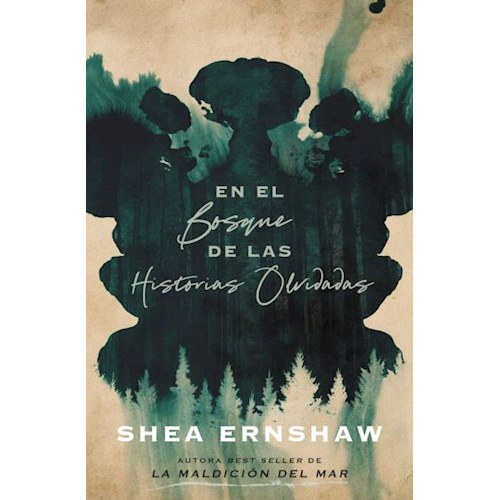 EN EL
Bosque
DE LAS
Historias Olvidadas
SHEA ERNSHAW
AUTORA BEST SELLER DE
LA MALDICIÓN DEL MAR